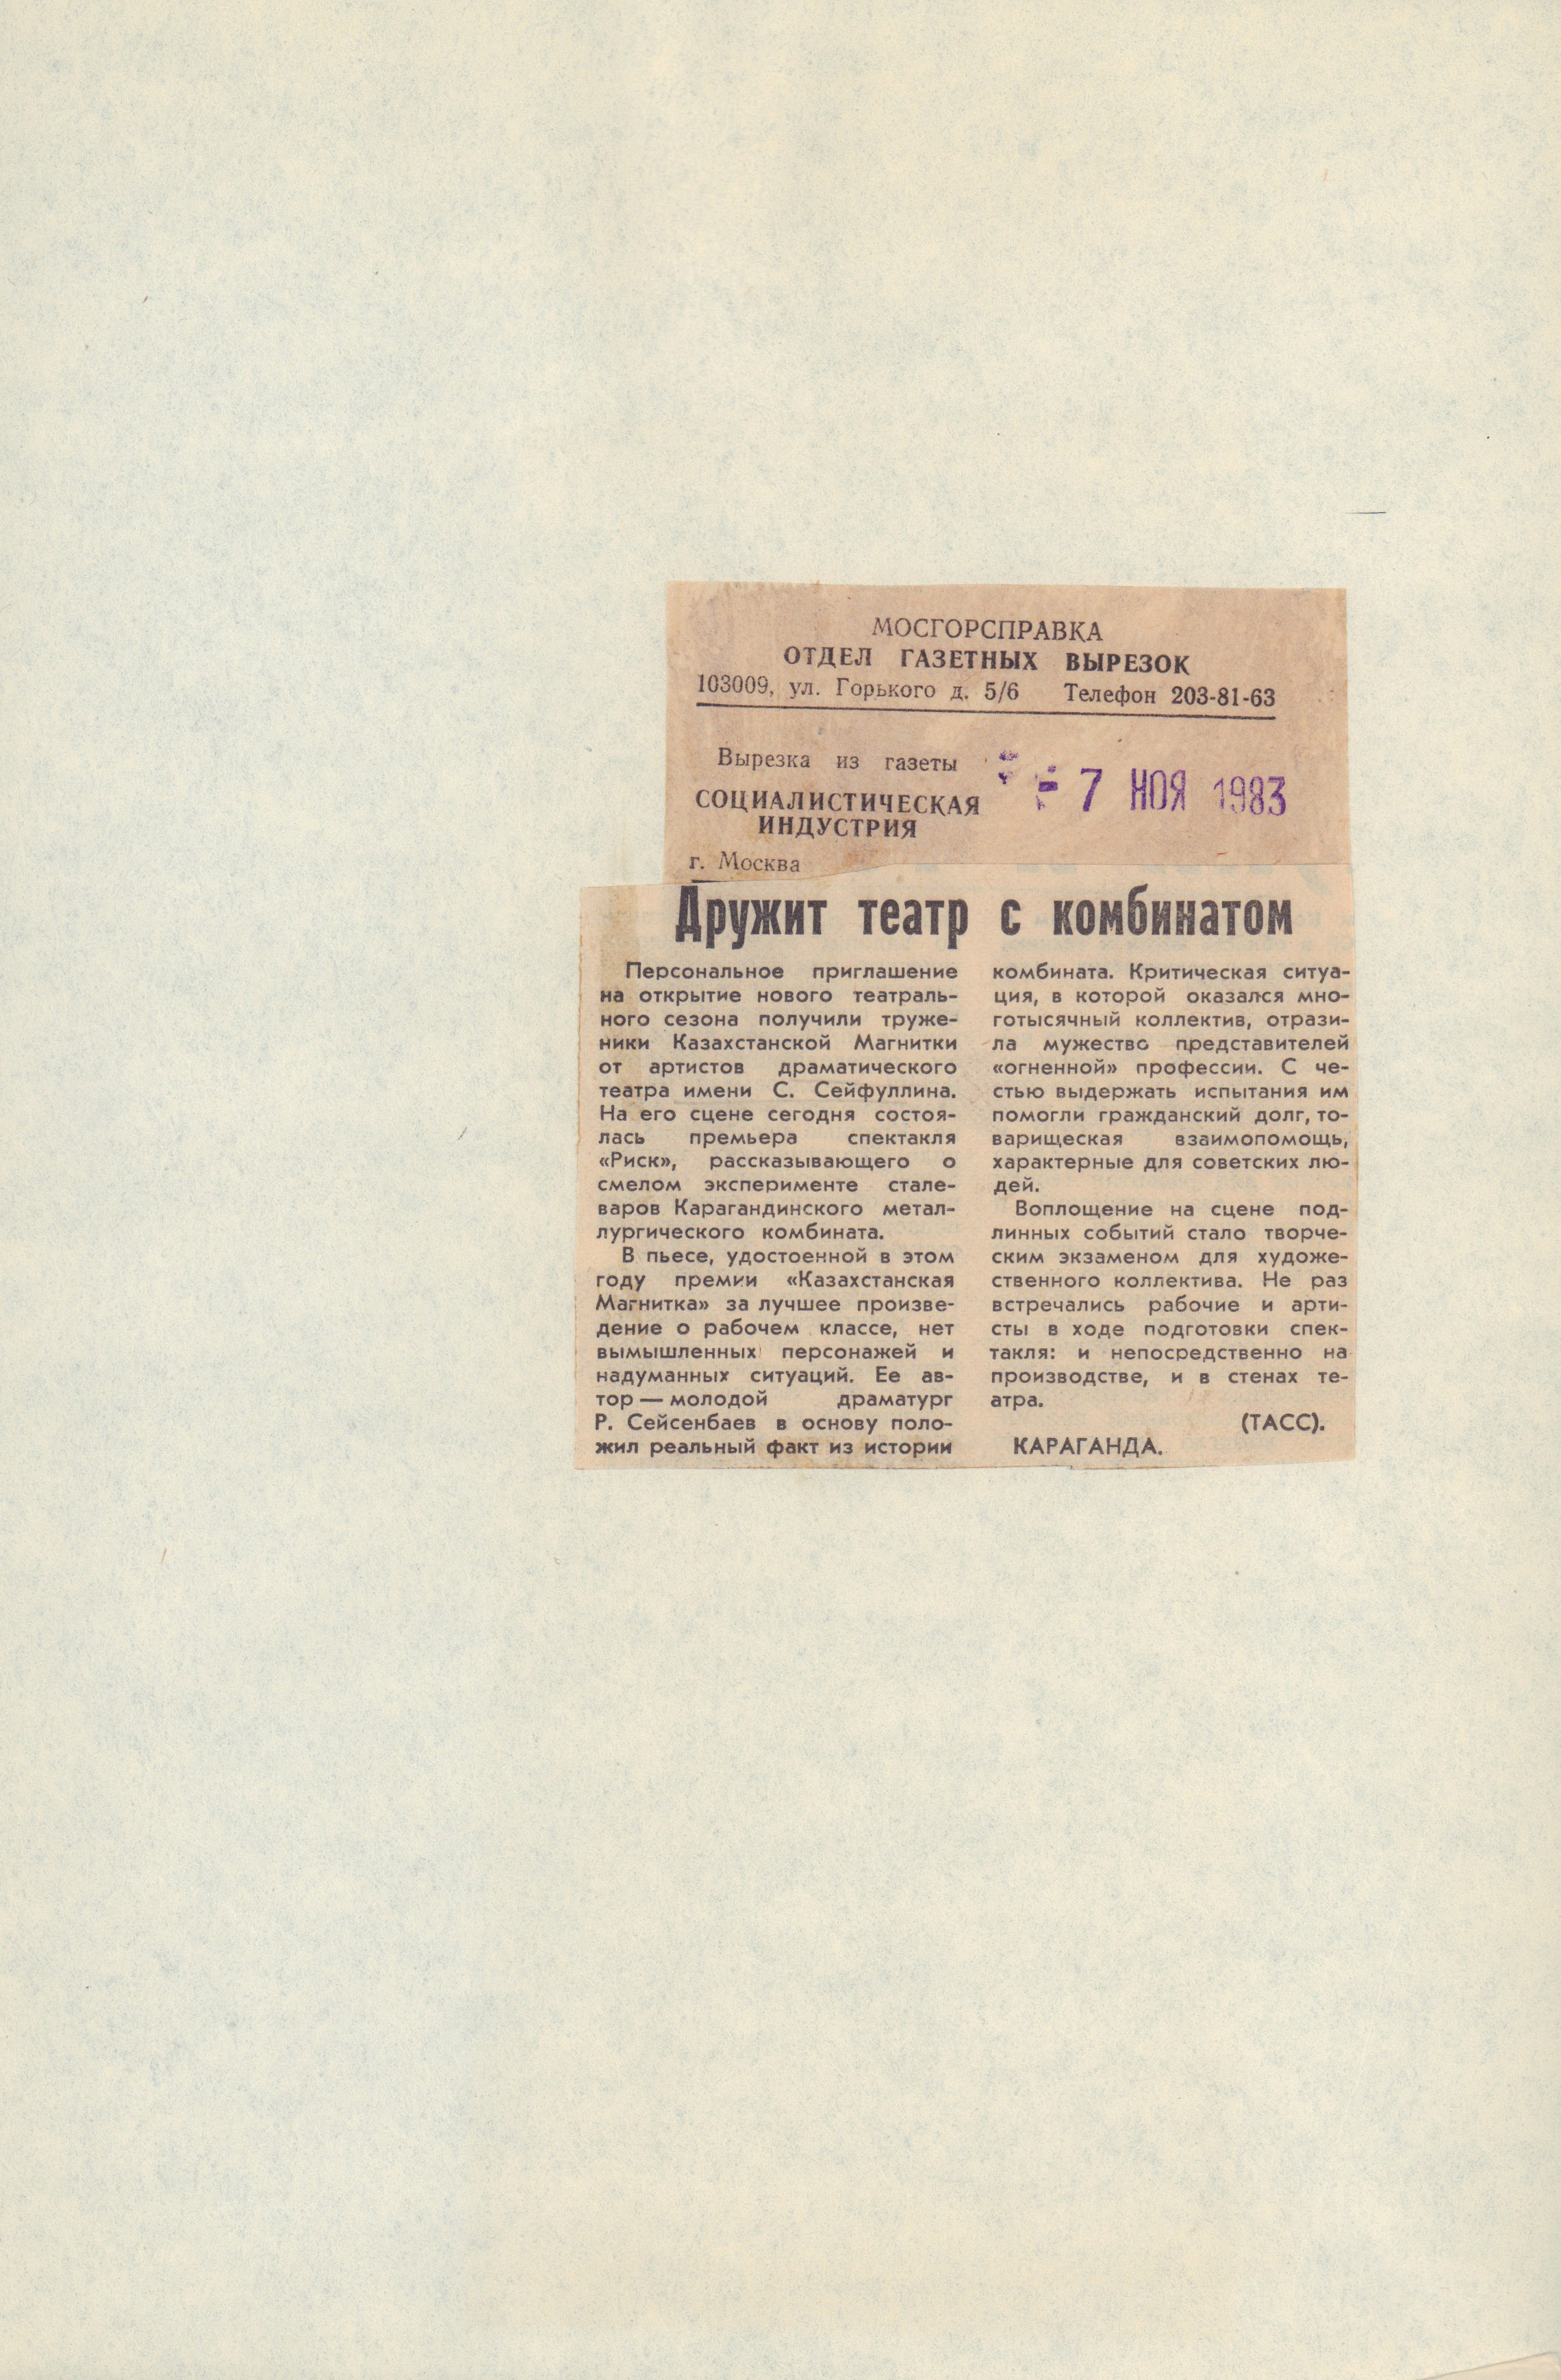 МОСГОРСПРАВКА
ОТДЕЛ ГАЗЕТНЫХ ВЫРЕЗОК
103009, ул. Горького д. 5/6 Телефон 203-81-63
Вырезка из газеты
СОЦИАЛИСТИЧЕСКАЯ
ИНДУСТРИЯ
- 7 НОЯ 1983
г. Москва
Дружит театр с комбинатом
Персональное приглашение
на открытие нового театраль-
ного сезона получили труже-
ники Казахстанской Магнитки
от артистов драматического
театра имени С. Сейфуллина.
На его сцене сегодня состоя-
лась премьера спектакля
«Риск», рассказывающего о
смелом эксперименте стале-
варов Карагандинского метал-
лургического комбината.
В пьесе, удостоенной в этом
году премии «Казахстанская
Магнитка» за лучшее произве-
дение о рабочем классе, нет
вымышленных персонажей и
надуманных ситуаций. Ее ав-
тор — молодой драматург
Р. Сейсенбаев в основу поло-
жил реальный факт из истории
комбината. Критическая ситуа-
ция, в которой оказался мно-
готысячный коллектив, отрази-
ла мужество представителей
«огненной» профессии. С че-
стью выдержать испытания им
помогли гражданский долг, то-
варищеская взаимопомощь,
характерные для советских лю-
дей.
Воплощение на сцене под-
линных событий стало творче-
ским экзаменом для художе-
ственного коллектива. Не раз
встречались рабочие и арти-
сты в ходе подготовки спек-
такля: и непосредственно на
производстве, и в стенах те-
атра.
(ТАСС).
КАРАГАНДА.